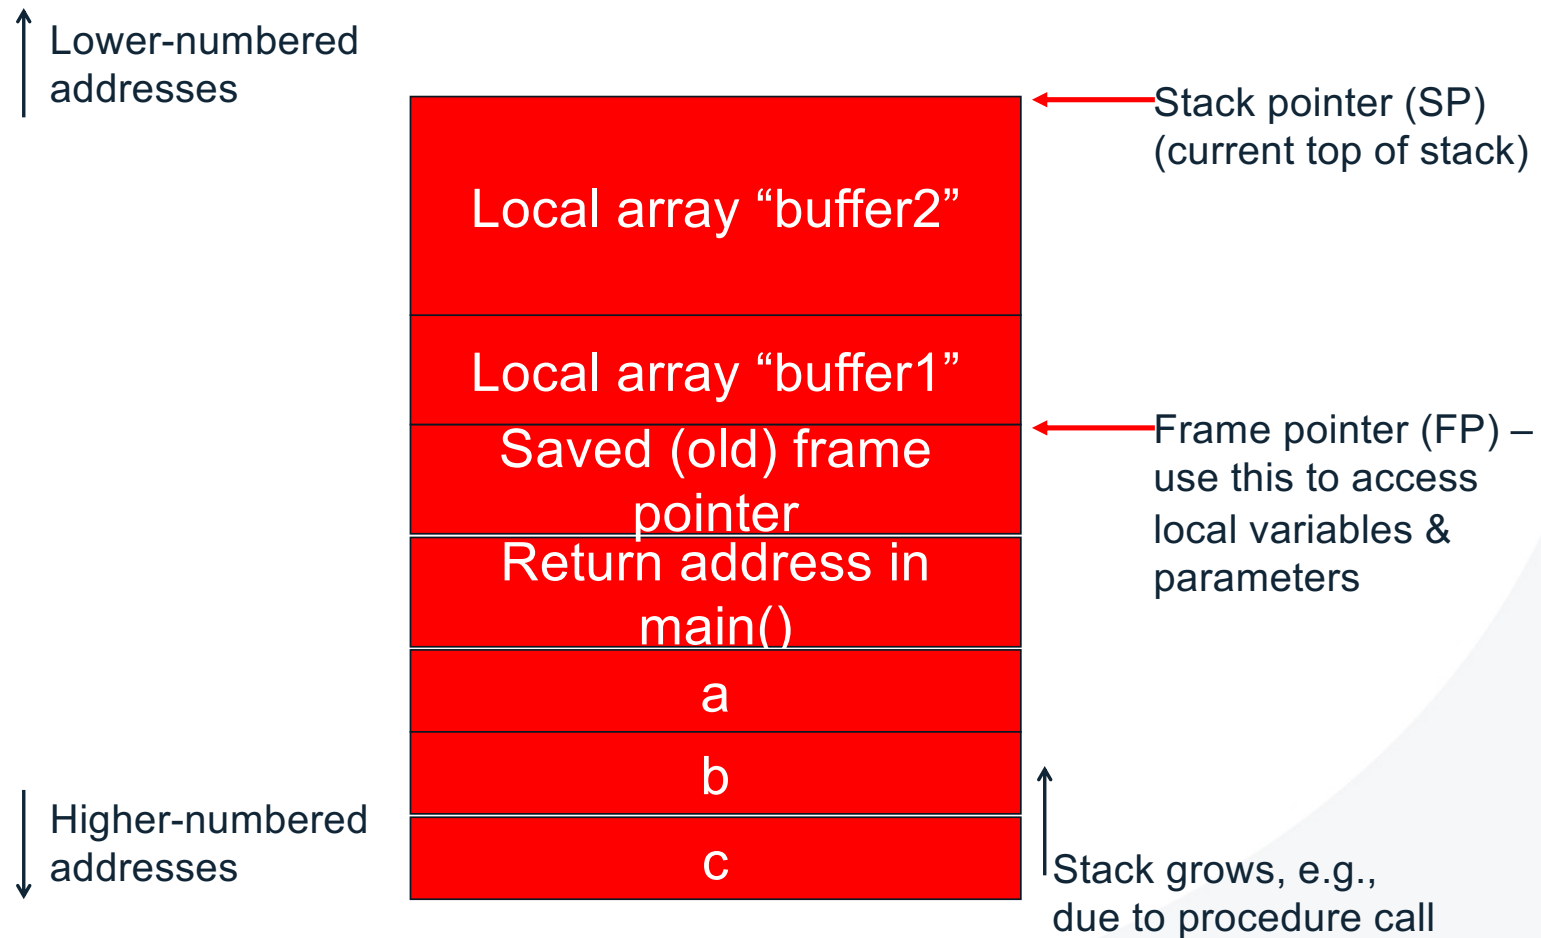 Lower-numbered
addresses
Stack pointer (SP)
(current top of stack)
Local array “buffer2”
Local array “buffer1”
Saved (old) frame
pointer
Frame pointer (FP) –
use this to access
local variables &
parameters
Return address in
main()
a
b
c
Higher-numbered
addresses
Stack grows, e.g.,
due to procedure call